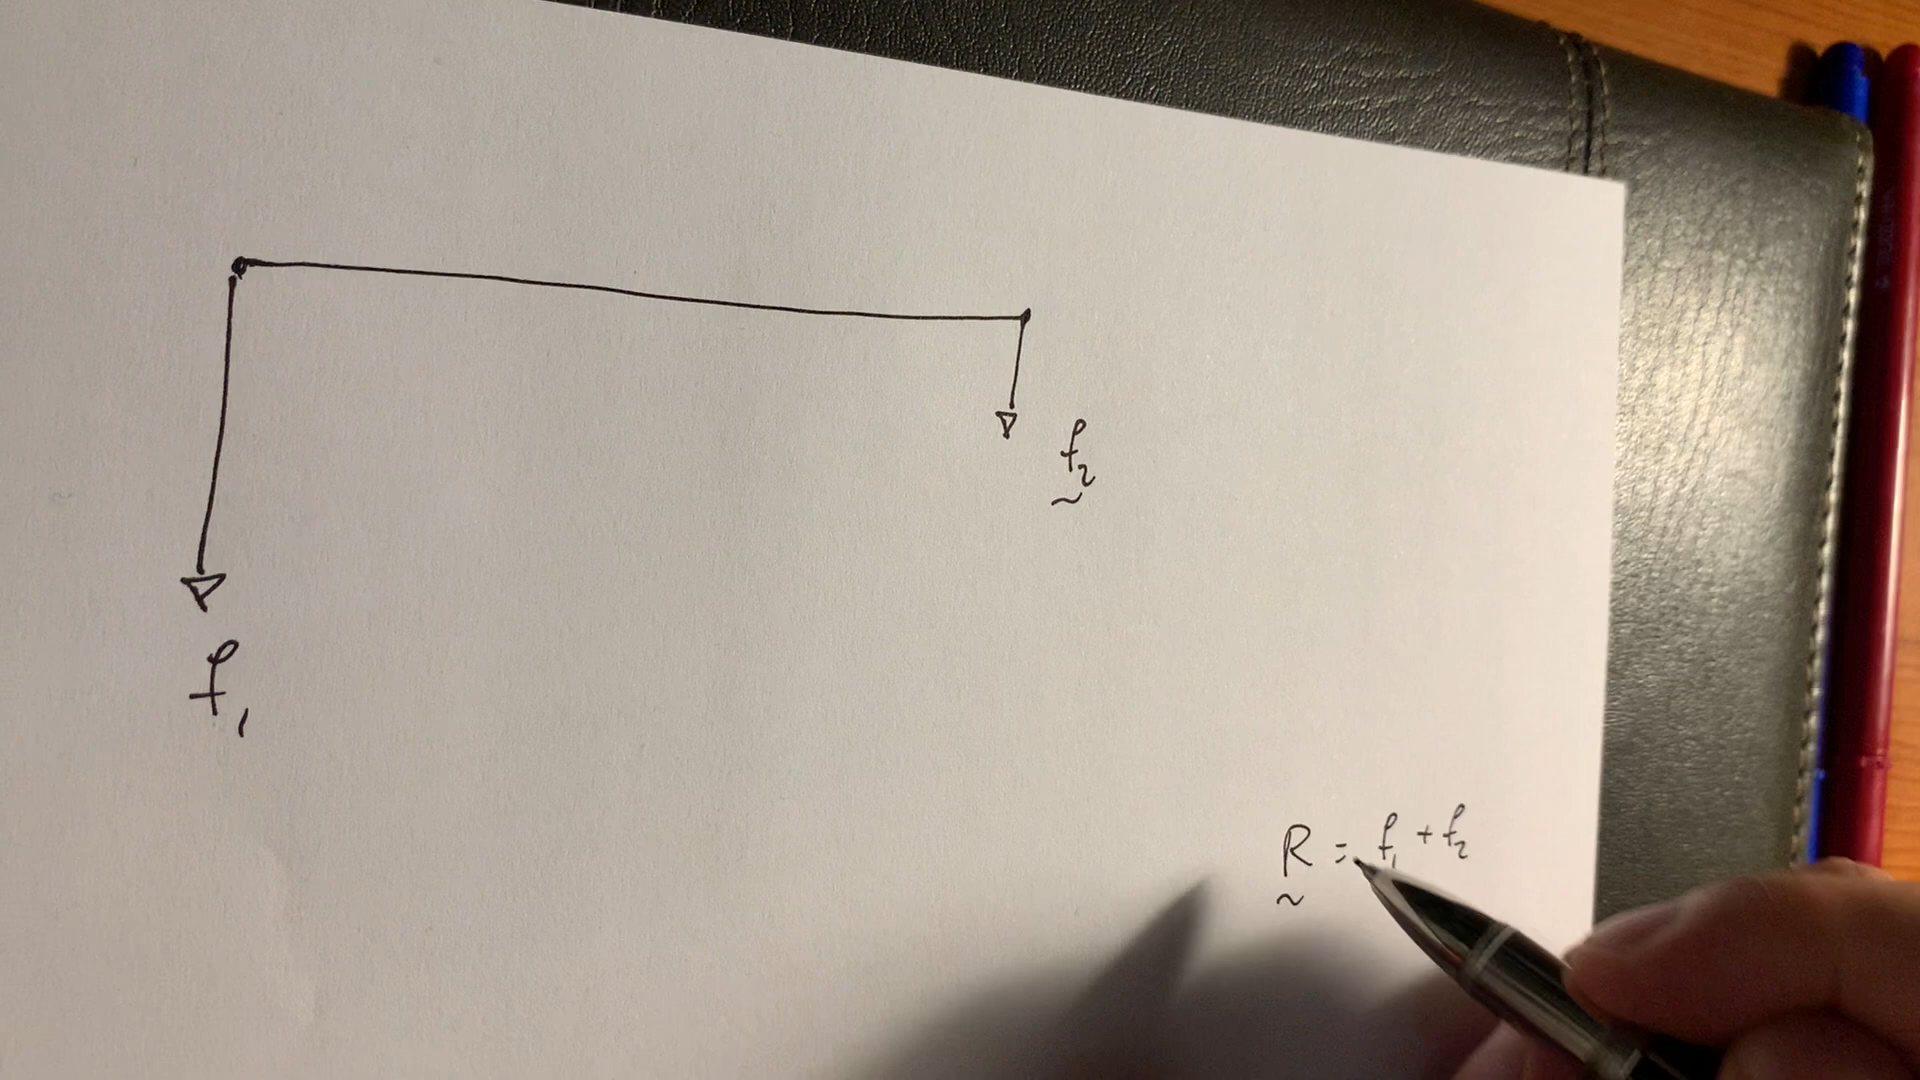 f₂
~
f₁
R = f₁ + f₂
~